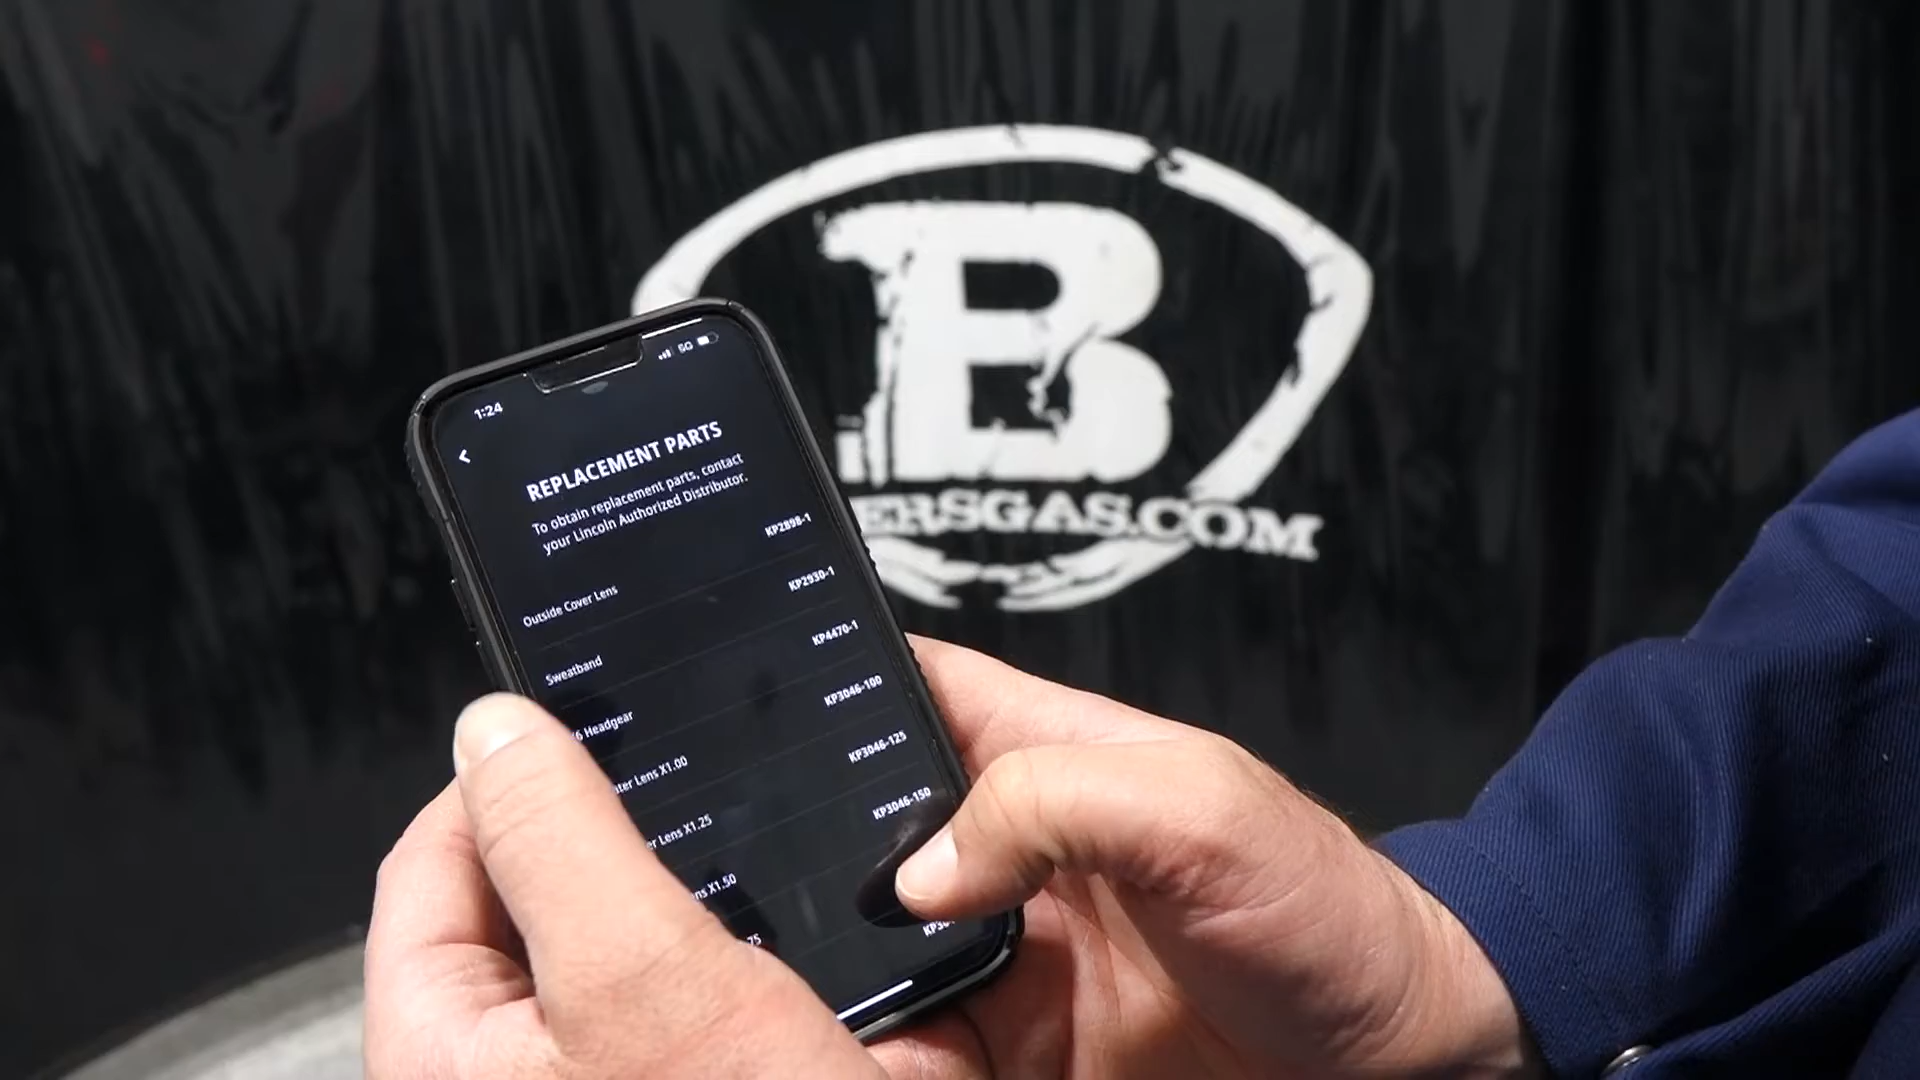 1:24
5G
REPLACEMENT PARTS
To obtain replacement parts, contact
your Lincoln Authorized Distributor.
Outside Cover Lens KP2898-1
Sweatband KP2930-1
Headgear KP4470-1
Lens X1.00 KP3046-100
Lens X1.25 KP3046-125
X1.50 KP3046-150
B
ERSGAS.COM